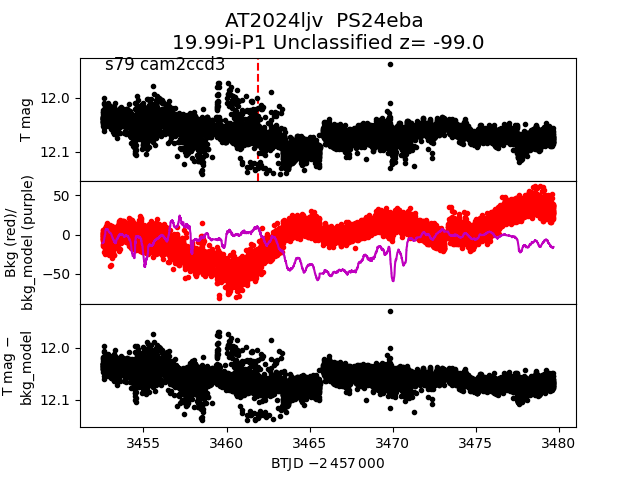 AT2024ljv PS24eba
19.99i-P1 Unclassified z= -99.0
s79 cam2ccd3
T mag
12.0
12.1
Bkg (red)/
bkg_model (purple)
50
0
−50
T mag −
bkg_model
12.0
12.1
3455 3460 3465 3470 3475 3480
BTJD −2 457 000